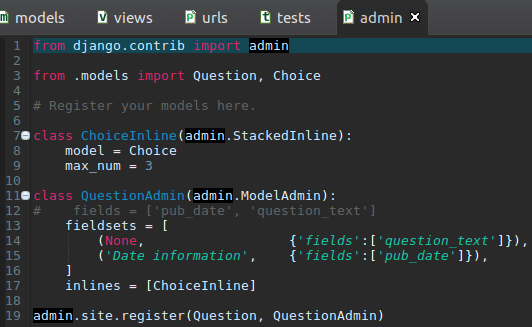 models views urls tests admin
1 from django.contrib import admin
2
3 from .models import Question, Choice
4
5 # Register your models here.
6
7 class ChoiceInline(admin.StackedInline):
8     model = Choice
9     max_num = 3
10
11 class QuestionAdmin(admin.ModelAdmin):
12 #    fields = ['pub_date', 'question_text']
13     fieldsets = [
14         (None,                  {'fields':['question_text']}),
15         ('Date information',    {'fields':['pub_date']}),
16     ]
17     inlines = [ChoiceInline]
18
19 admin.site.register(Question, QuestionAdmin)